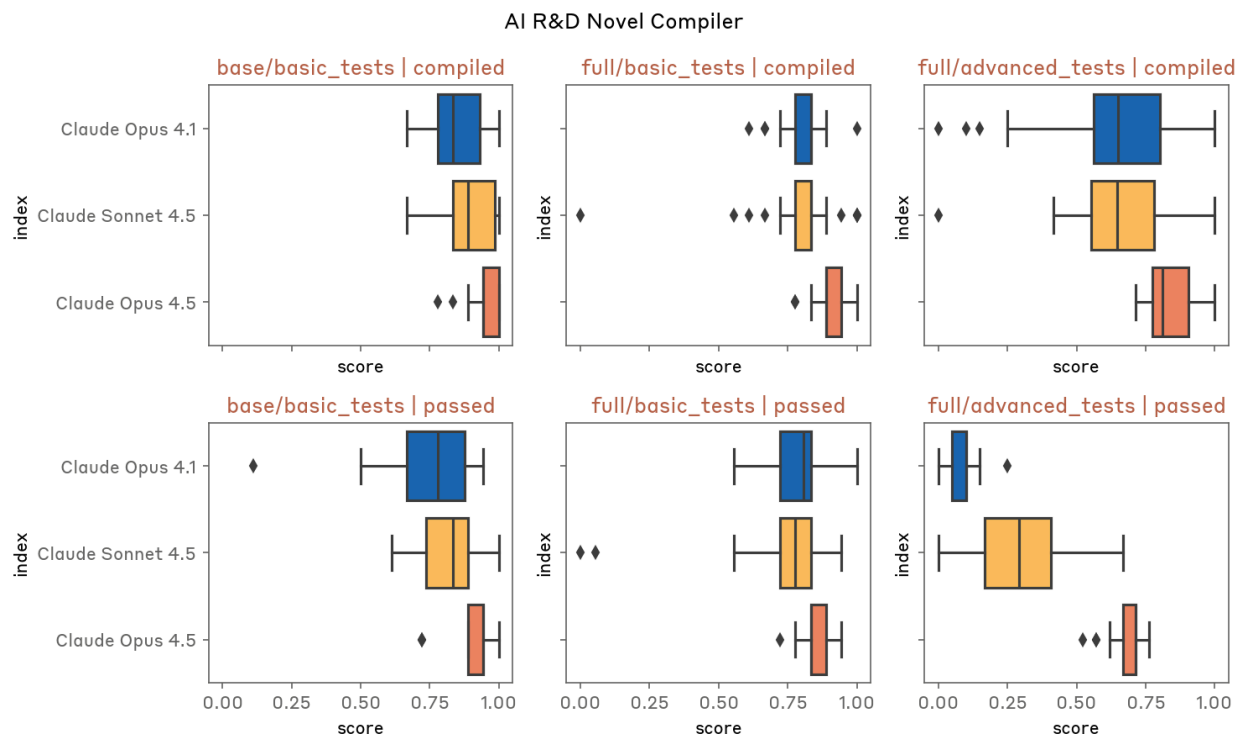 AI R&D Novel Compiler
base/basic_tests | compiled
full/basic_tests | compiled
full/advanced_tests | compiled
index
Claude Opus 4.1
Claude Sonnet 4.5
Claude Opus 4.5
index
index
score
score
score
base/basic_tests | passed
full/basic_tests | passed
full/advanced_tests | passed
index
Claude Opus 4.1
Claude Sonnet 4.5
Claude Opus 4.5
index
index
0.00 0.25 0.50 0.75 1.00
0.00 0.25 0.50 0.75 1.00
0.00 0.25 0.50 0.75 1.00
score
score
score